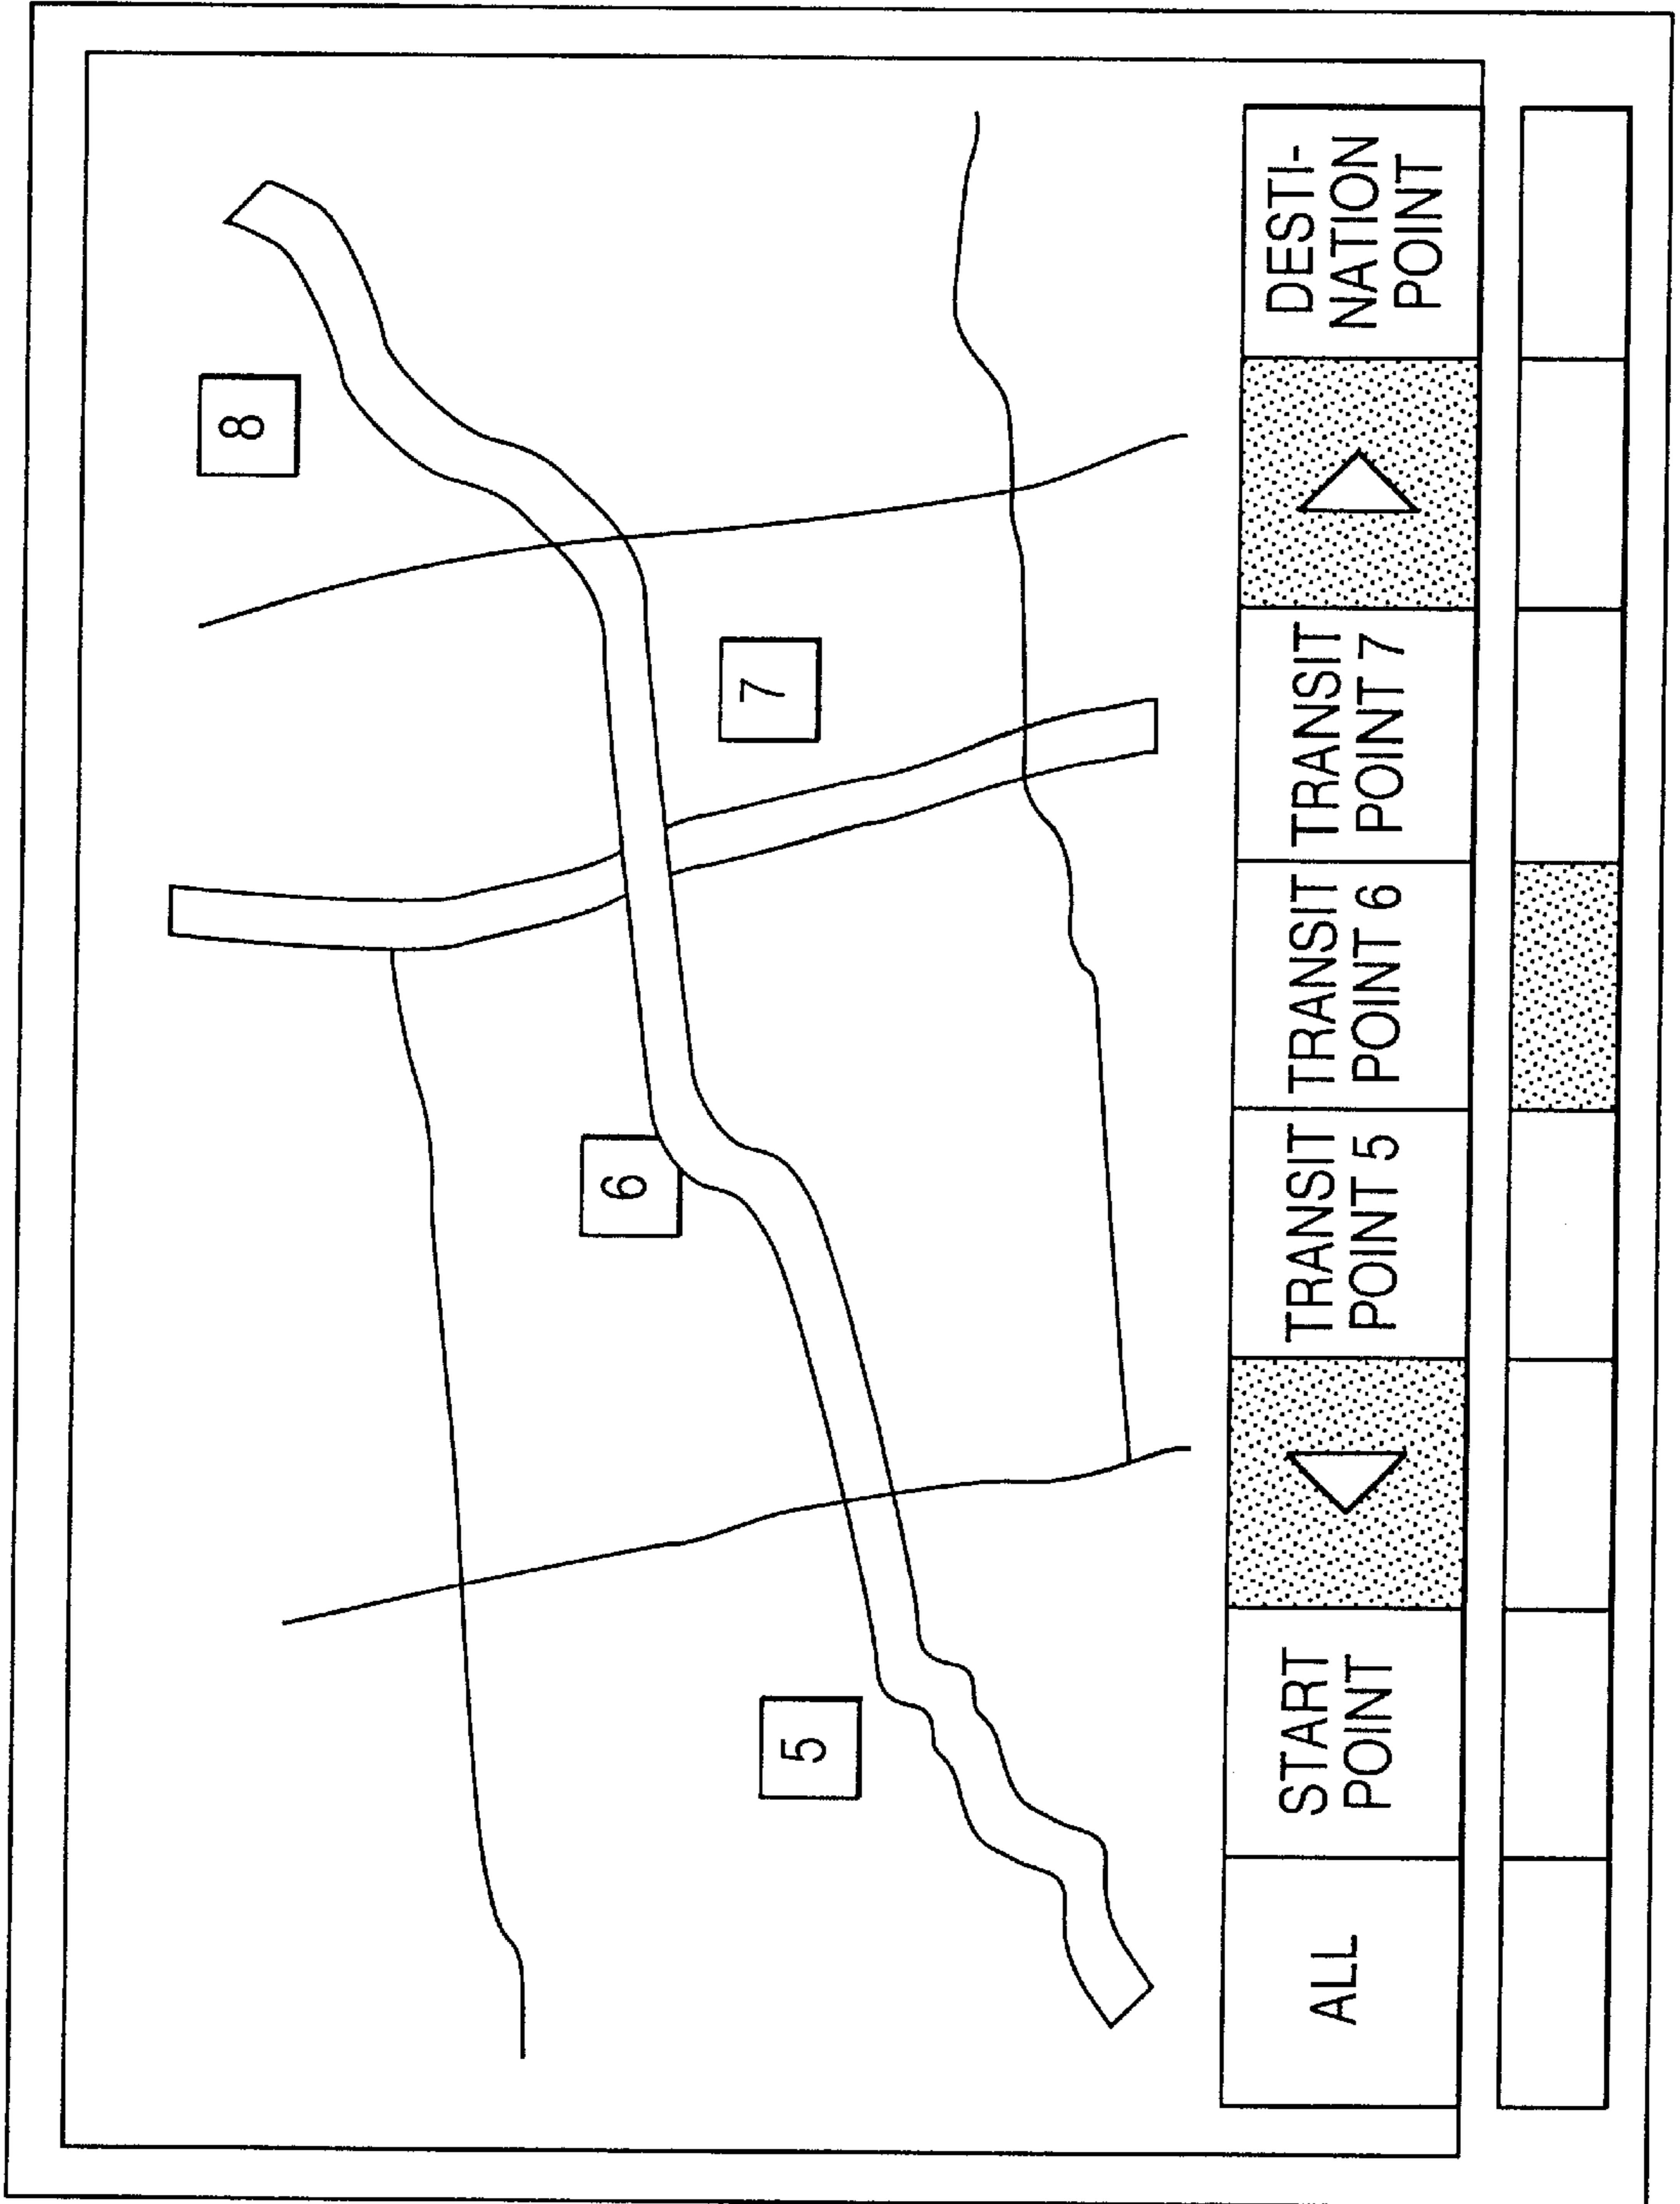 8
7
6
5
ALL
START
POINT
TRANSIT
POINT 5
TRANSIT
POINT 6
TRANSIT
POINT 7
DESTI-
NATION
POINT